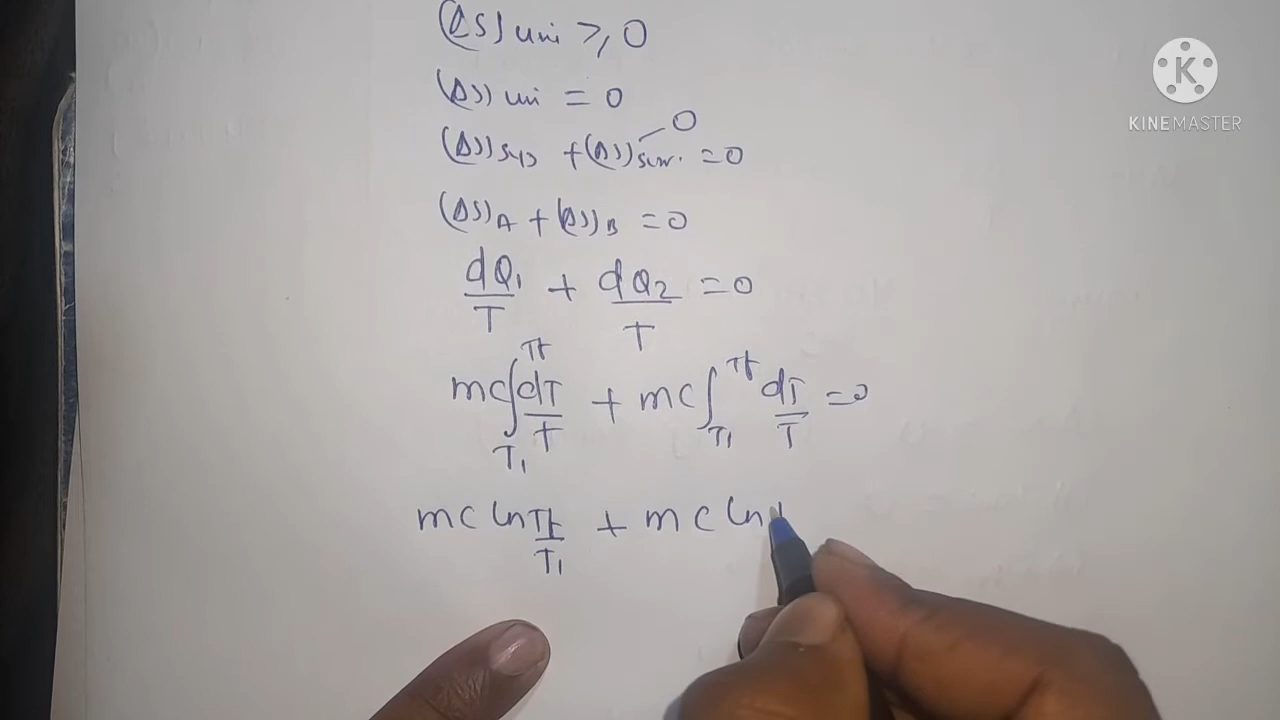 (ΔS) uni ≥ 0
(ΔS) uni = 0
(ΔS) sys + (ΔS) surr. = 0
0
(ΔS)A + (ΔS)B = 0
dQ1/T + dQ2/T = 0
mc ∫T1 Tf dT/T + mc ∫T1 Tf dT/T = 0
mc ln Tf/T1 + mc ln
K
KINEMASTER